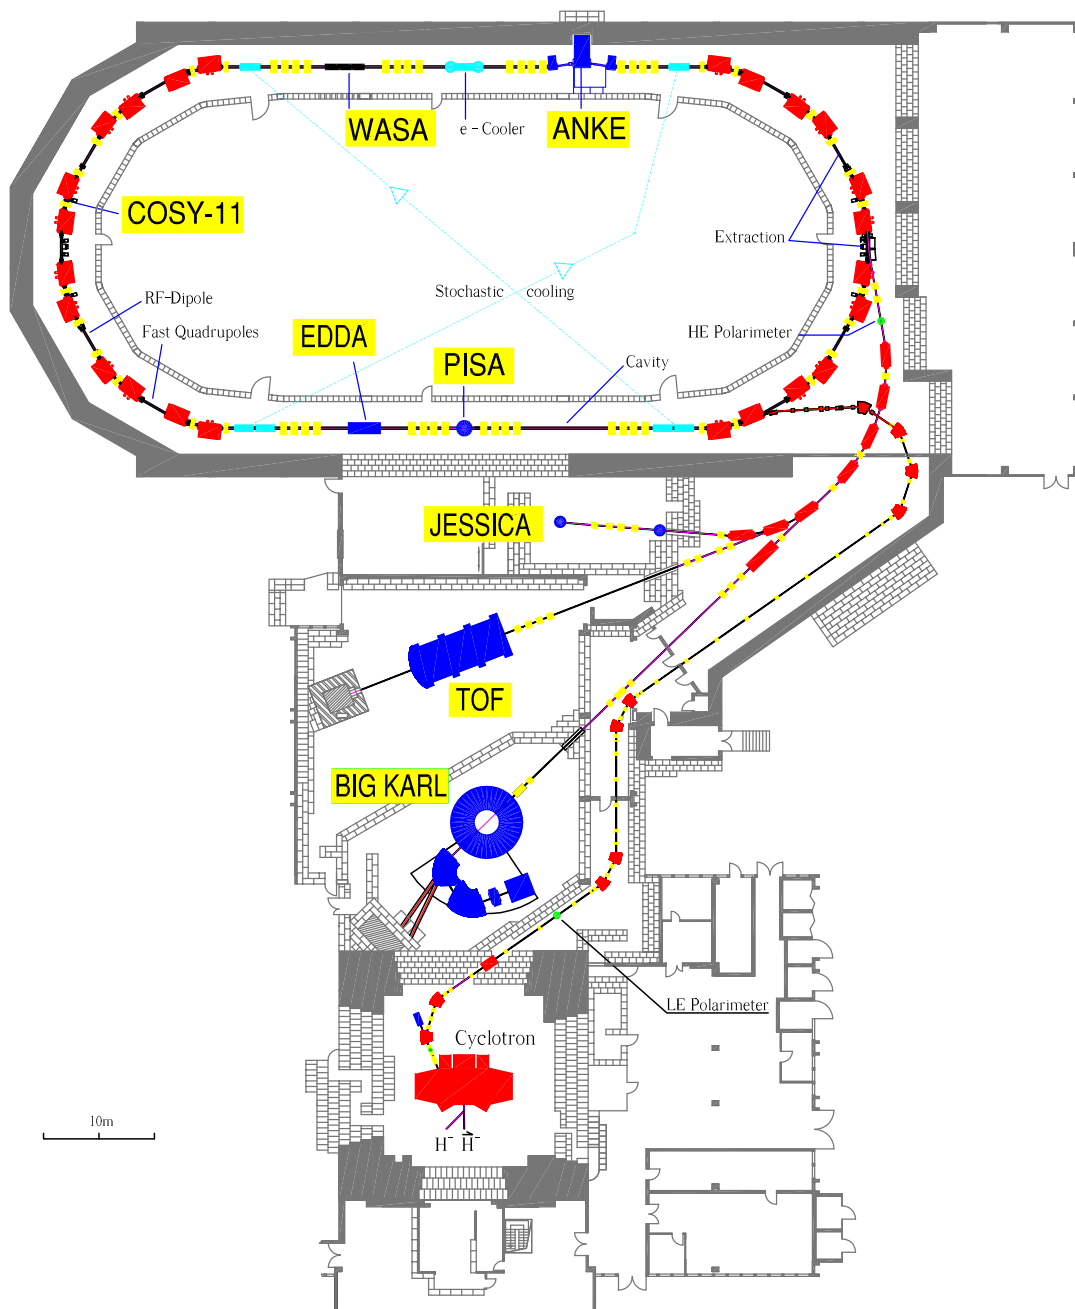 WASA
e - Cooler
ANKE
COSY-11
Extraction
Stochastic cooling
RF-Dipole
Fast Quadrupoles
EDDA
PISA
Cavity
HE Polarimeter
JESSICA
TOF
BIG KARL
LE Polarimeter
Cyclotron
10m
H⁻ H⃗⁻